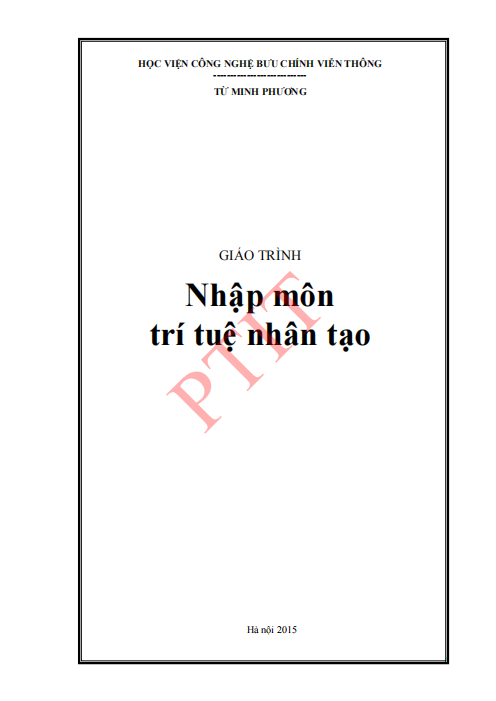 HỌC VIỆN CÔNG NGHỆ BƯU CHÍNH VIỄN THÔNG
----------------------------
TỪ MINH PHƯƠNG
GIÁO TRÌNH
Nhập môn
trí tuệ nhân tạo
PTIT
Hà nội 2015